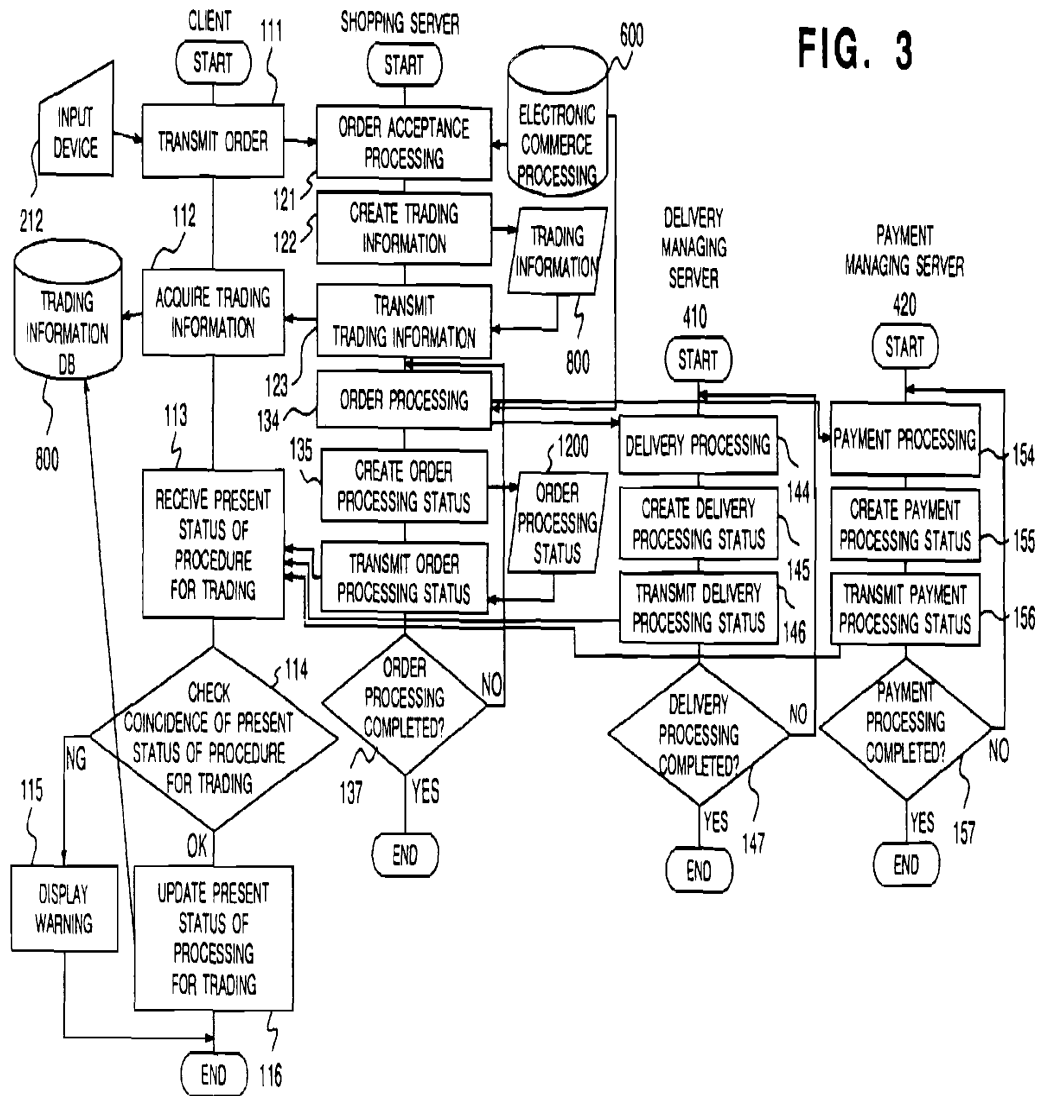 FIG. 3
CLIENT
START
111
SHOPPING SERVER
START
600
INPUT
DEVICE
212
TRANSMIT ORDER
ORDER ACCEPTANCE
PROCESSING
121
ELECTRONIC
COMMERCE
PROCESSING
112
122
CREATE TRADING
INFORMATION
TRADING
INFORMATION
800
TRADING
INFORMATION
DB
800
ACQUIRE TRADING
INFORMATION
TRANSMIT
TRADING INFORMATION
123
DELIVERY
MANAGING
SERVER
410
START
PAYMENT
MANAGING SERVER
420
START
134
ORDER PROCESSING
DELIVERY PROCESSING
144
PAYMENT PROCESSING
154
113
135
CREATE ORDER
PROCESSING STATUS
1200
ORDER
PROCESSING
STATUS
CREATE DELIVERY
PROCESSING STATUS
145
CREATE PAYMENT
PROCESSING STATUS
155
RECEIVE PRESENT
STATUS OF
PROCEDURE
FOR TRADING
TRANSMIT ORDER
PROCESSING STATUS
TRANSMIT DELIVERY
PROCESSING STATUS
146
TRANSMIT PAYMENT
PROCESSING STATUS
156
114
CHECK
COINCIDENCE OF PRESENT
STATUS OF PROCEDURE
FOR TRADING
NG
OK
ORDER
PROCESSING
COMPLETED?
NO
137
YES
END
DELIVERY
PROCESSING
COMPLETED?
NO
147
YES
END
PAYMENT
PROCESSING
COMPLETED?
NO
157
YES
END
115
DISPLAY
WARNING
UPDATE PRESENT
STATUS OF
PROCESSING
FOR TRADING
116
END